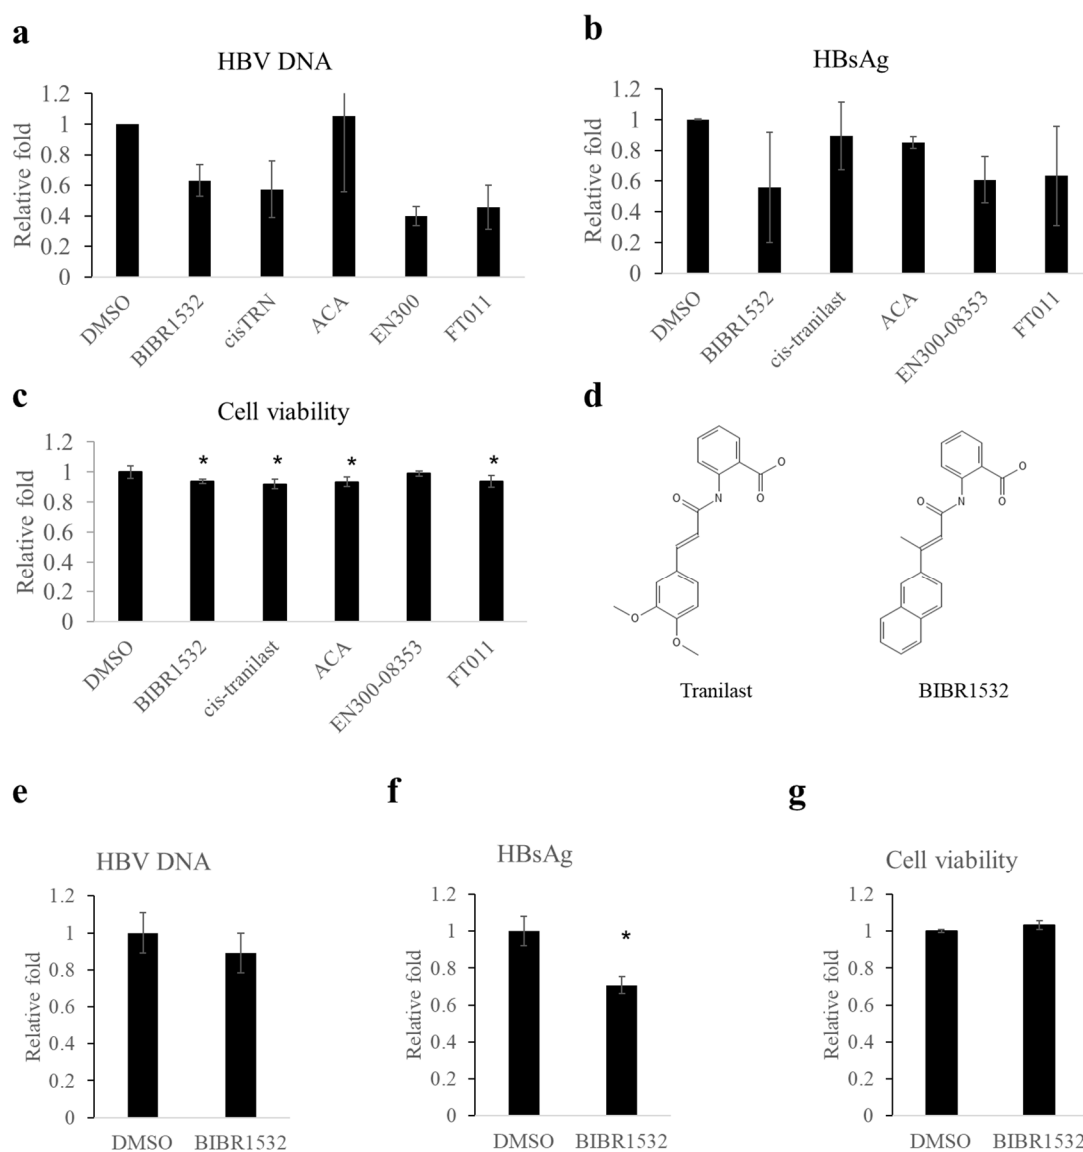 a
HBV DNA
Relative fold
1.2
1
0.8
0.6
0.4
0.2
0
DMSO
BIBR1532
cisTRN
ACA
EN300
FT011
b
HBsAg
Relative fold
1.2
1
0.8
0.6
0.4
0.2
0
DMSO
BIBR1532
cis-tranilast
ACA
EN300-08353
FT011
c
Cell viability
Relative fold
1.2
1
0.8
0.6
0.4
0.2
0
* * * *
DMSO
BIBR1532
cis-tranilast
ACA
EN300-08353
FT011
d
O
O
O
N
O
O
Tranilast
O
O
O
N
BIBR1532
e
HBV DNA
Relative fold
1.2
1
0.8
0.6
0.4
0.2
0
DMSO BIBR1532
f
HBsAg
Relative fold
1.2
1
0.8
0.6
0.4
0.2
0
*
DMSO BIBR1532
g
Cell viability
Relative fold
1.2
1
0.8
0.6
0.4
0.2
0
DMSO BIBR1532